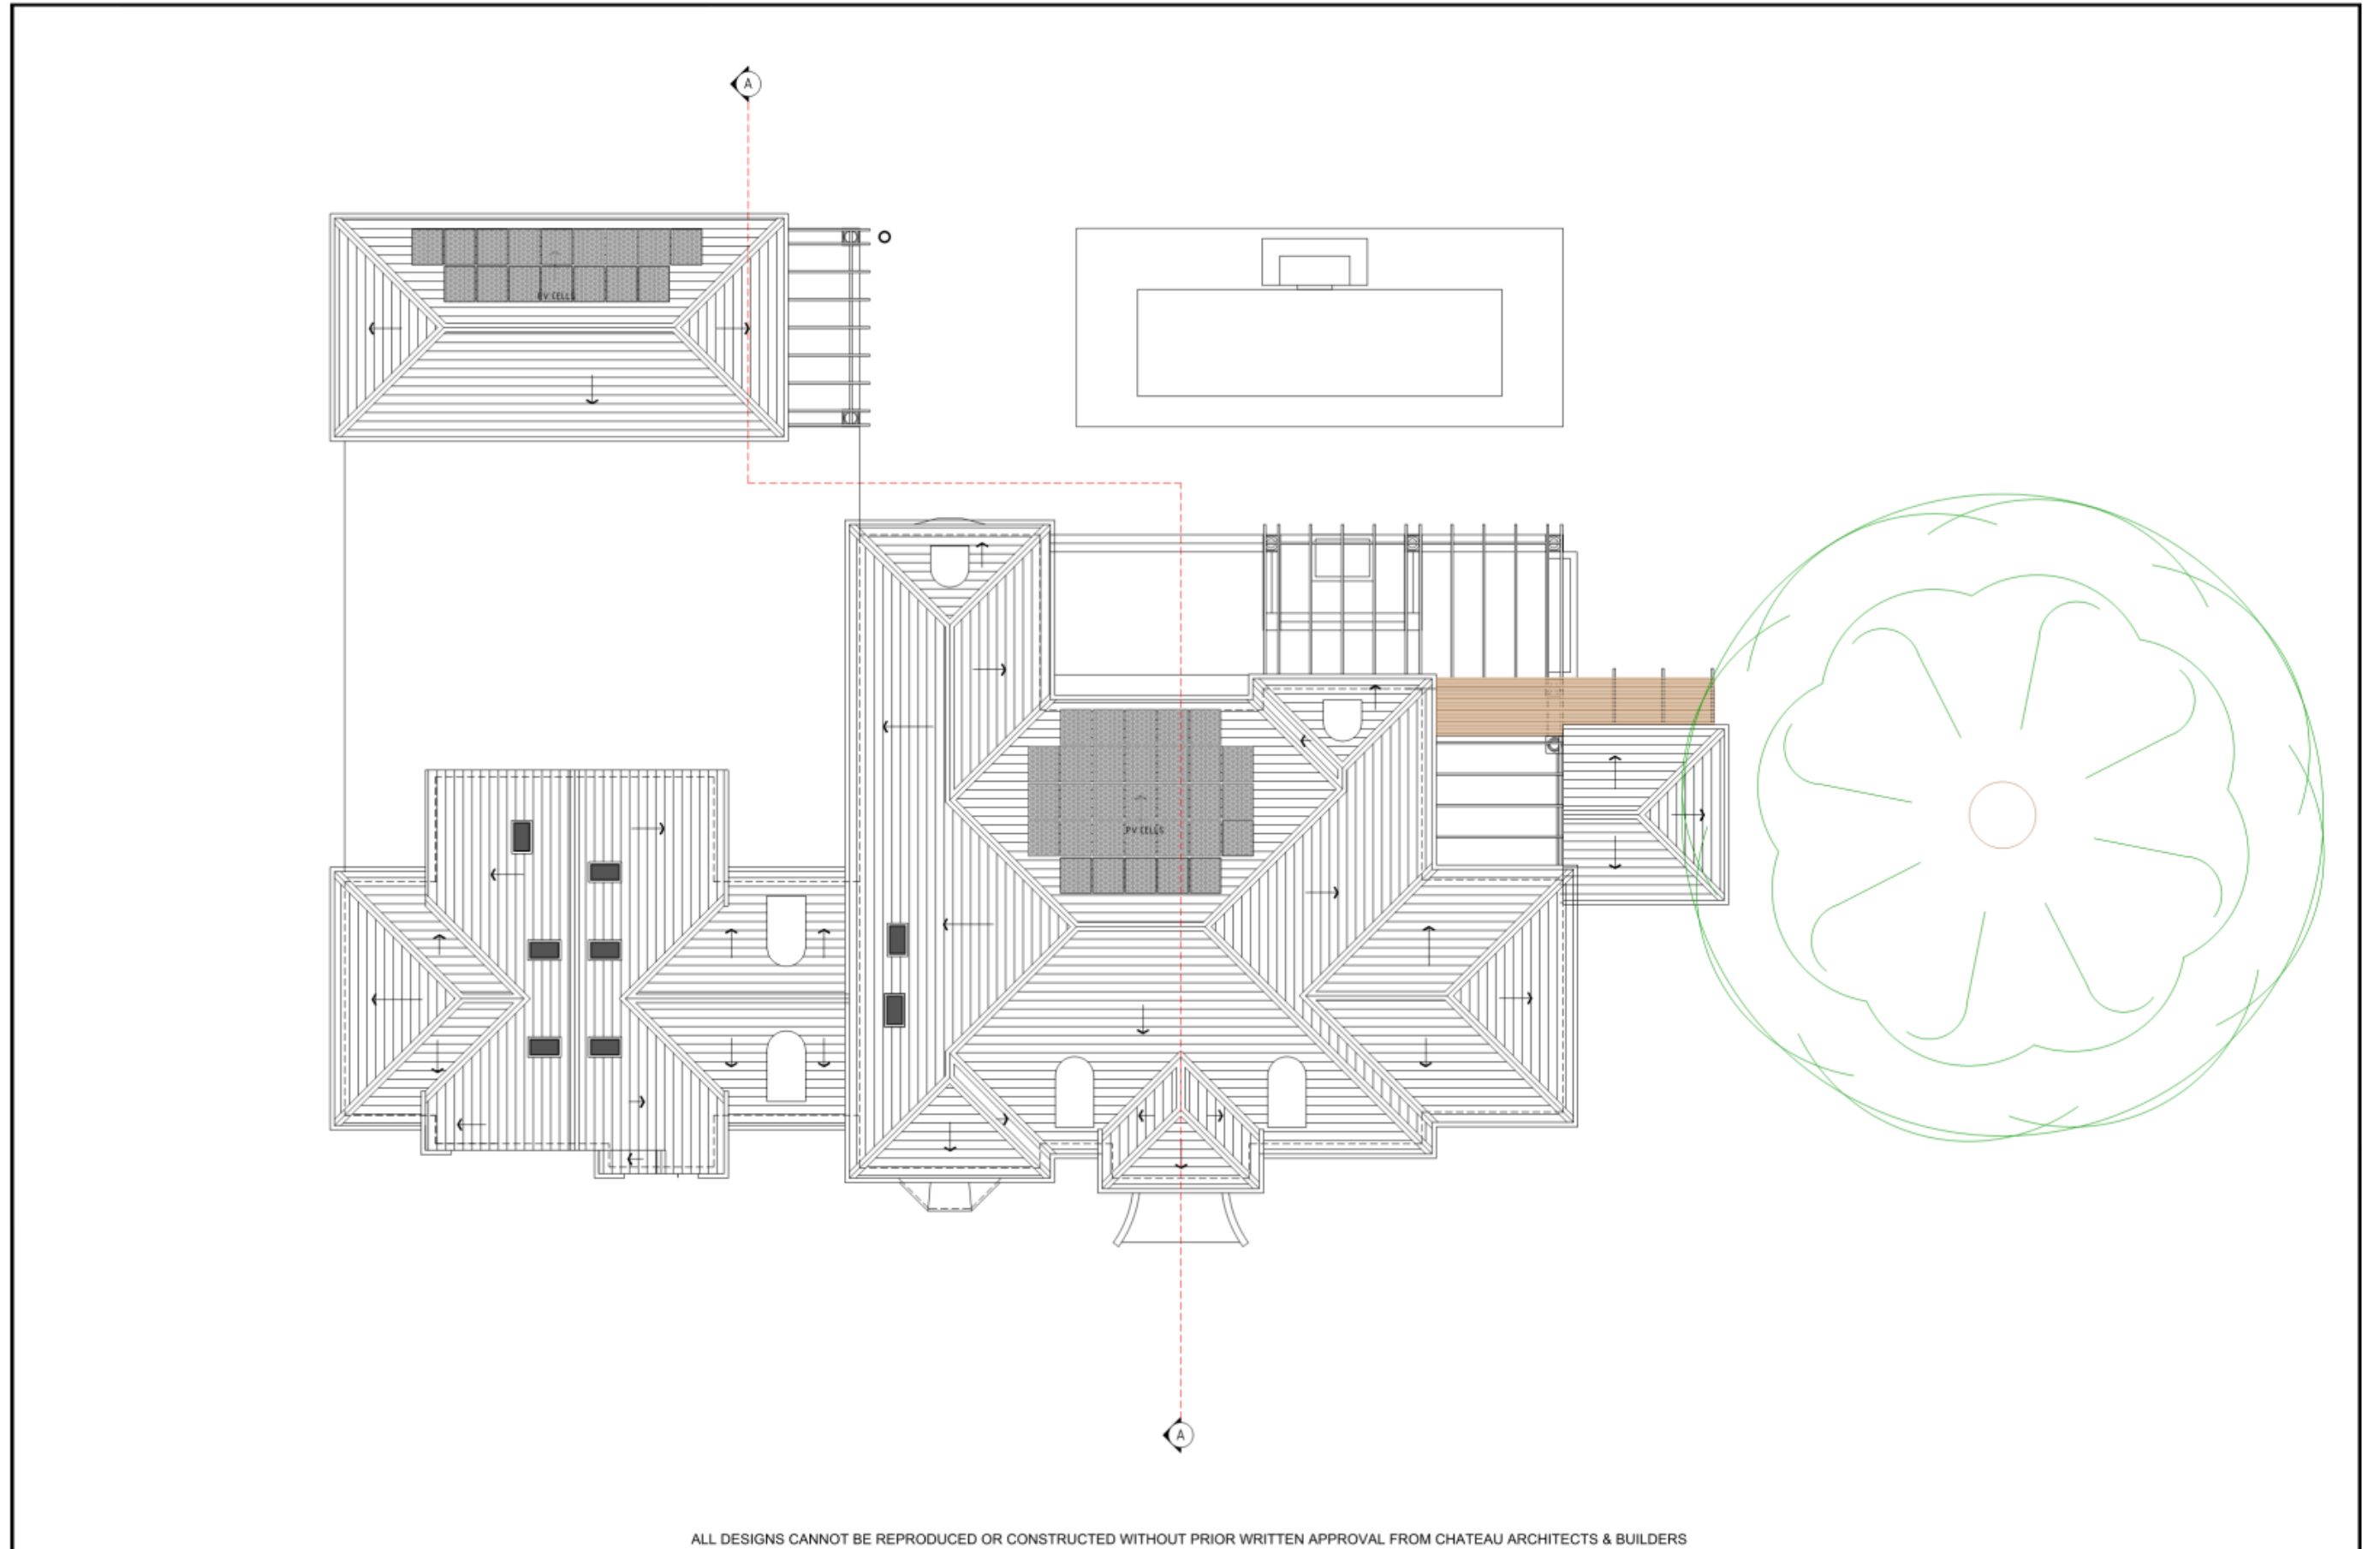 A
PV CELLS
PV CELLS
A
ALL DESIGNS CANNOT BE REPRODUCED OR CONSTRUCTED WITHOUT PRIOR WRITTEN APPROVAL FROM CHATEAU ARCHITECTS & BUILDERS